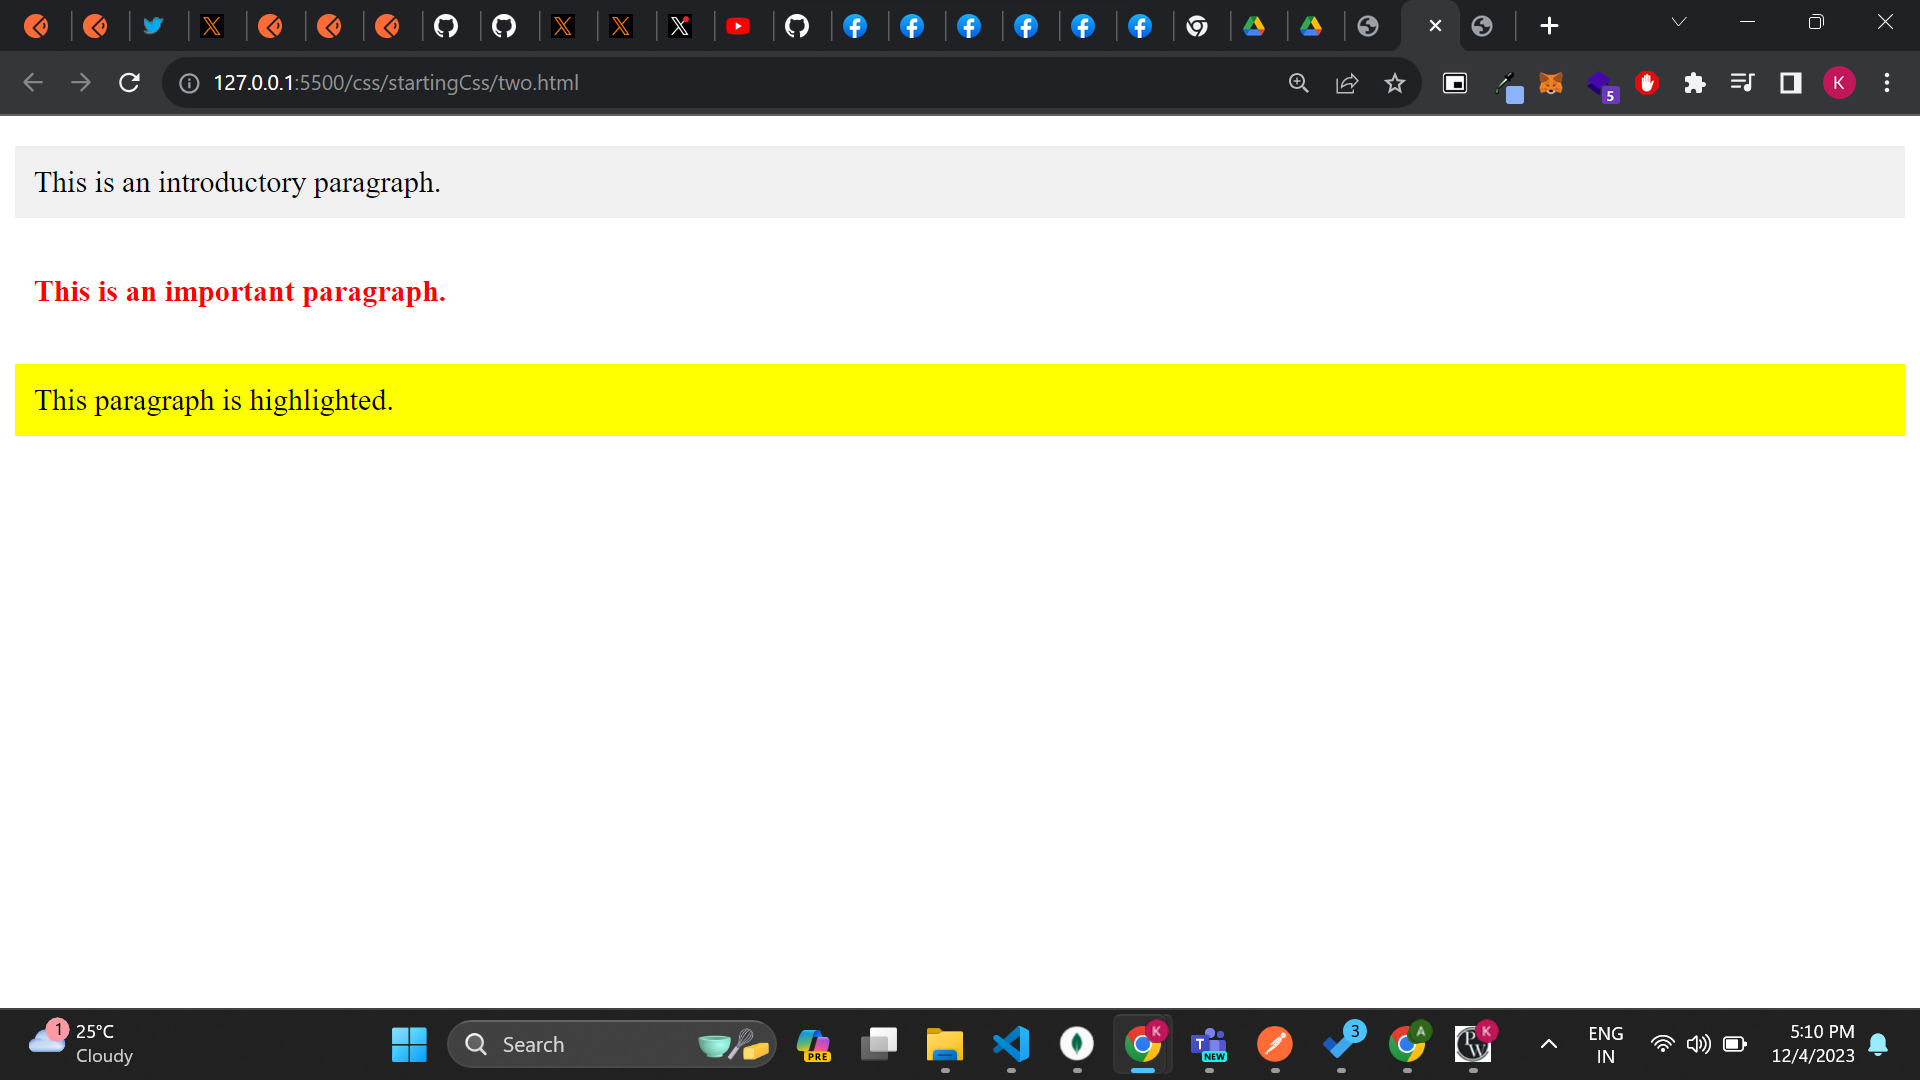 127.0.0.1:5500/css/startingCss/two.html
5
K
This is an introductory paragraph.
This is an important paragraph.
This paragraph is highlighted.
1
25°C
Cloudy
Search
PRE
K
T
NEW
3
A
PW
K
ENG
IN
5:10 PM
12/4/2023